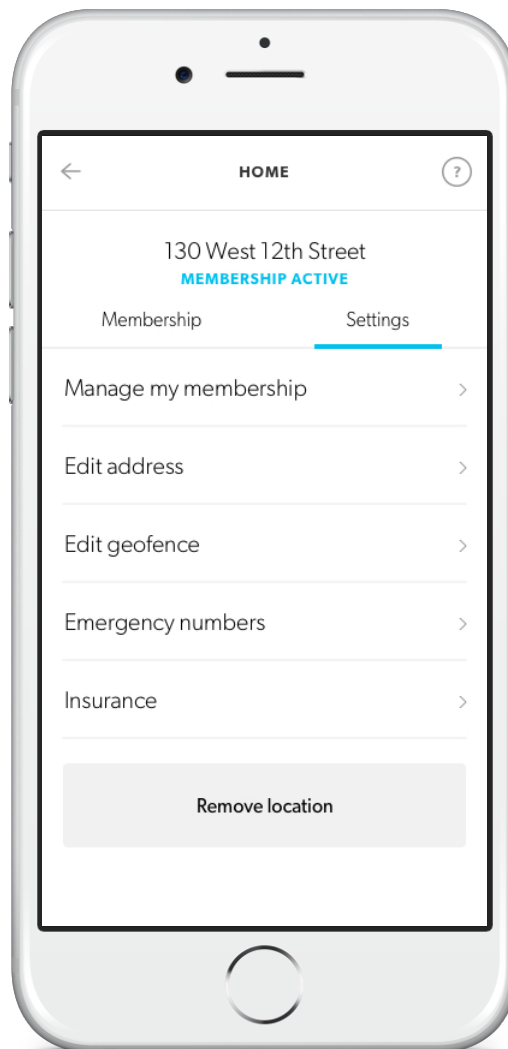 HOME
?
130 West 12th Street
MEMBERSHIP ACTIVE
Membership Settings
Manage my membership
Edit address
Edit geofence
Emergency numbers
Insurance
Remove location